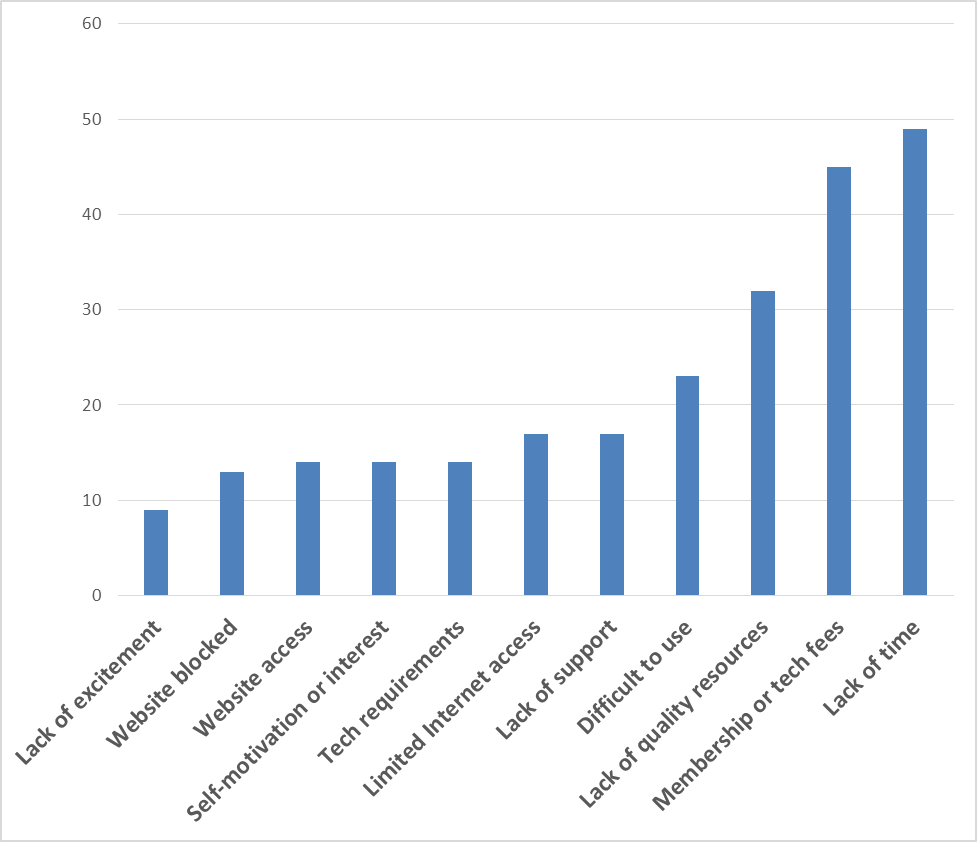 60
50
40
30
20
10
0
Lack of excitement
Website blocked
Website access
Self-motivation or interest
Tech requirements
Limited Internet access
Lack of support
Difficult to use
Lack of quality resources
Membership or tech fees
Lack of time